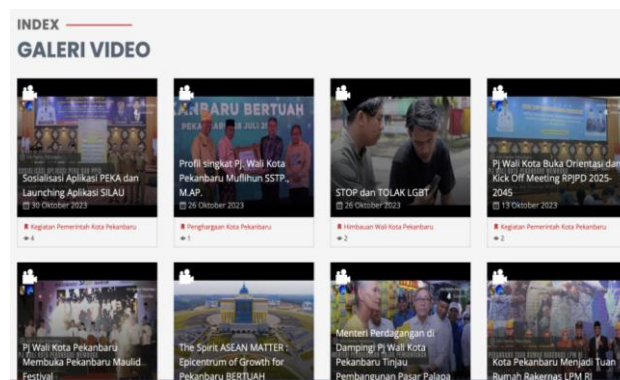 INDEX
GALERI VIDEO
Sosialisasi Aplikasi PEKA dan
Launching Aplikasi SILAU
30 Oktober 2023
Kegiatan Pemerintah Kota Pekanbaru
4
KANBARU BERTUAH
Profil singkat Pj. Wali Kota
Pekanbaru Muflihun SSTP.,
M.AP.
26 Oktober 2023
Penghargaan Kota Pekanbaru
1
STOP dan TOLAK LGBT
26 Oktober 2023
Himbauan Wali Kota Pekanbaru
2
Pj Wali Kota Buka Orientasi dan
Kick Off Meeting RPJPD 2025-
2045
13 Oktober 2023
Kegiatan Pemerintah Kota Pekanbaru
2
Pj Wali Kota Pekanbaru
Membuka Pekanbaru Maulid
Festival
The Spirit ASEAN MATTER :
Epicentrum of Growth for
Pekanbaru BERTUAH
Menteri Perdagangan di
Dampingi Pj Wali Kota
Pekanbaru Tinjau
Pembangunan Pasar Palapa
Kota Pekanbaru Menjadi Tuan
Rumah Rakernas LPM RI